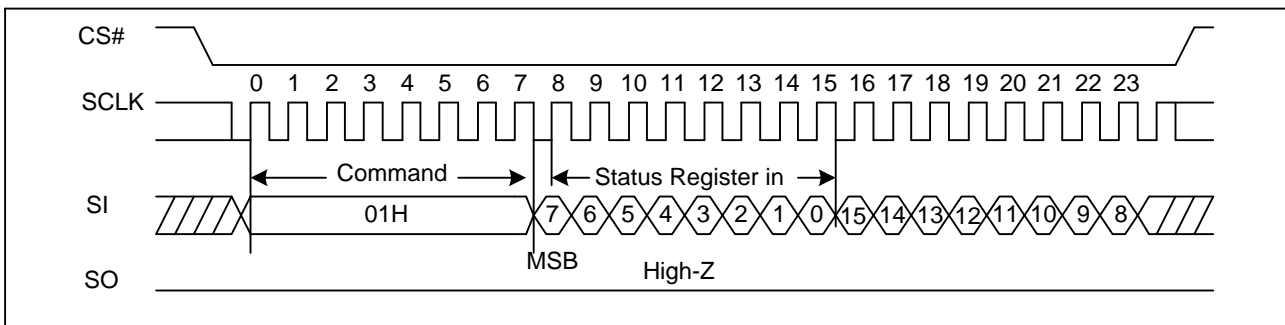 CS#
0 1 2 3 4 5 6 7 8 9 10 11 12 13 14 15 16 17 18 19 20 21 22 23
SCLK
Command Status Register in
SI 01H 7 6 5 4 3 2 1 0 15 14 13 12 11 10 9 8
MSB High-Z
SO